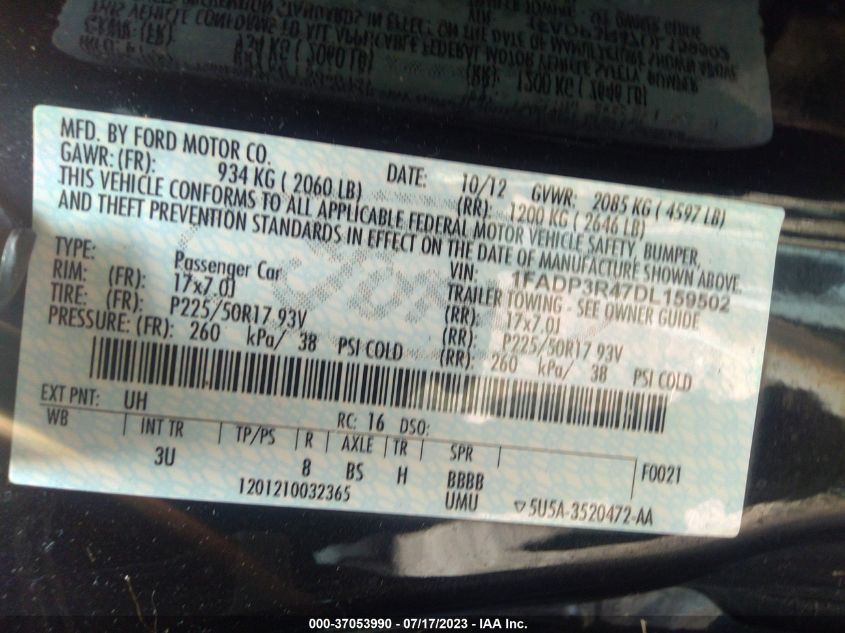 MFD. BY FORD MOTOR CO.
DATE: 10/12 GVWR: 2085 KG ( 4597 LB)
GAWR: (FR): 934 KG ( 2060 LB) (RR): 1200 KG ( 2646 LB)
THIS VEHICLE CONFORMS TO ALL APPLICABLE FEDERAL MOTOR VEHICLE SAFETY, BUMPER,
AND THEFT PREVENTION STANDARDS IN EFFECT ON THE DATE OF MANUFACTURE SHOWN ABOVE.
VIN: 1FADP3R47DL159502
TYPE: Passenger Car TRAILER TOWING - SEE OWNER GUIDE
RIM: (FR): 17x7.0J (RR): 17x7.0J
TIRE: (FR): P225/50R17 93V (RR): P225/50R17 93V
PRESSURE: (FR): 260 kPa/ 38 PSI COLD (RR): 260 kPa/ 38 PSI COLD
EXT PNT: UH RC: 16 DSO:
WB INT TR TP/PS R AXLE TR SPR
3U 8 BS H BBBB F0021
1201210032365 UMU 5U5A-3520472-AA
000-37053990 - 07/17/2023 - IAA Inc.